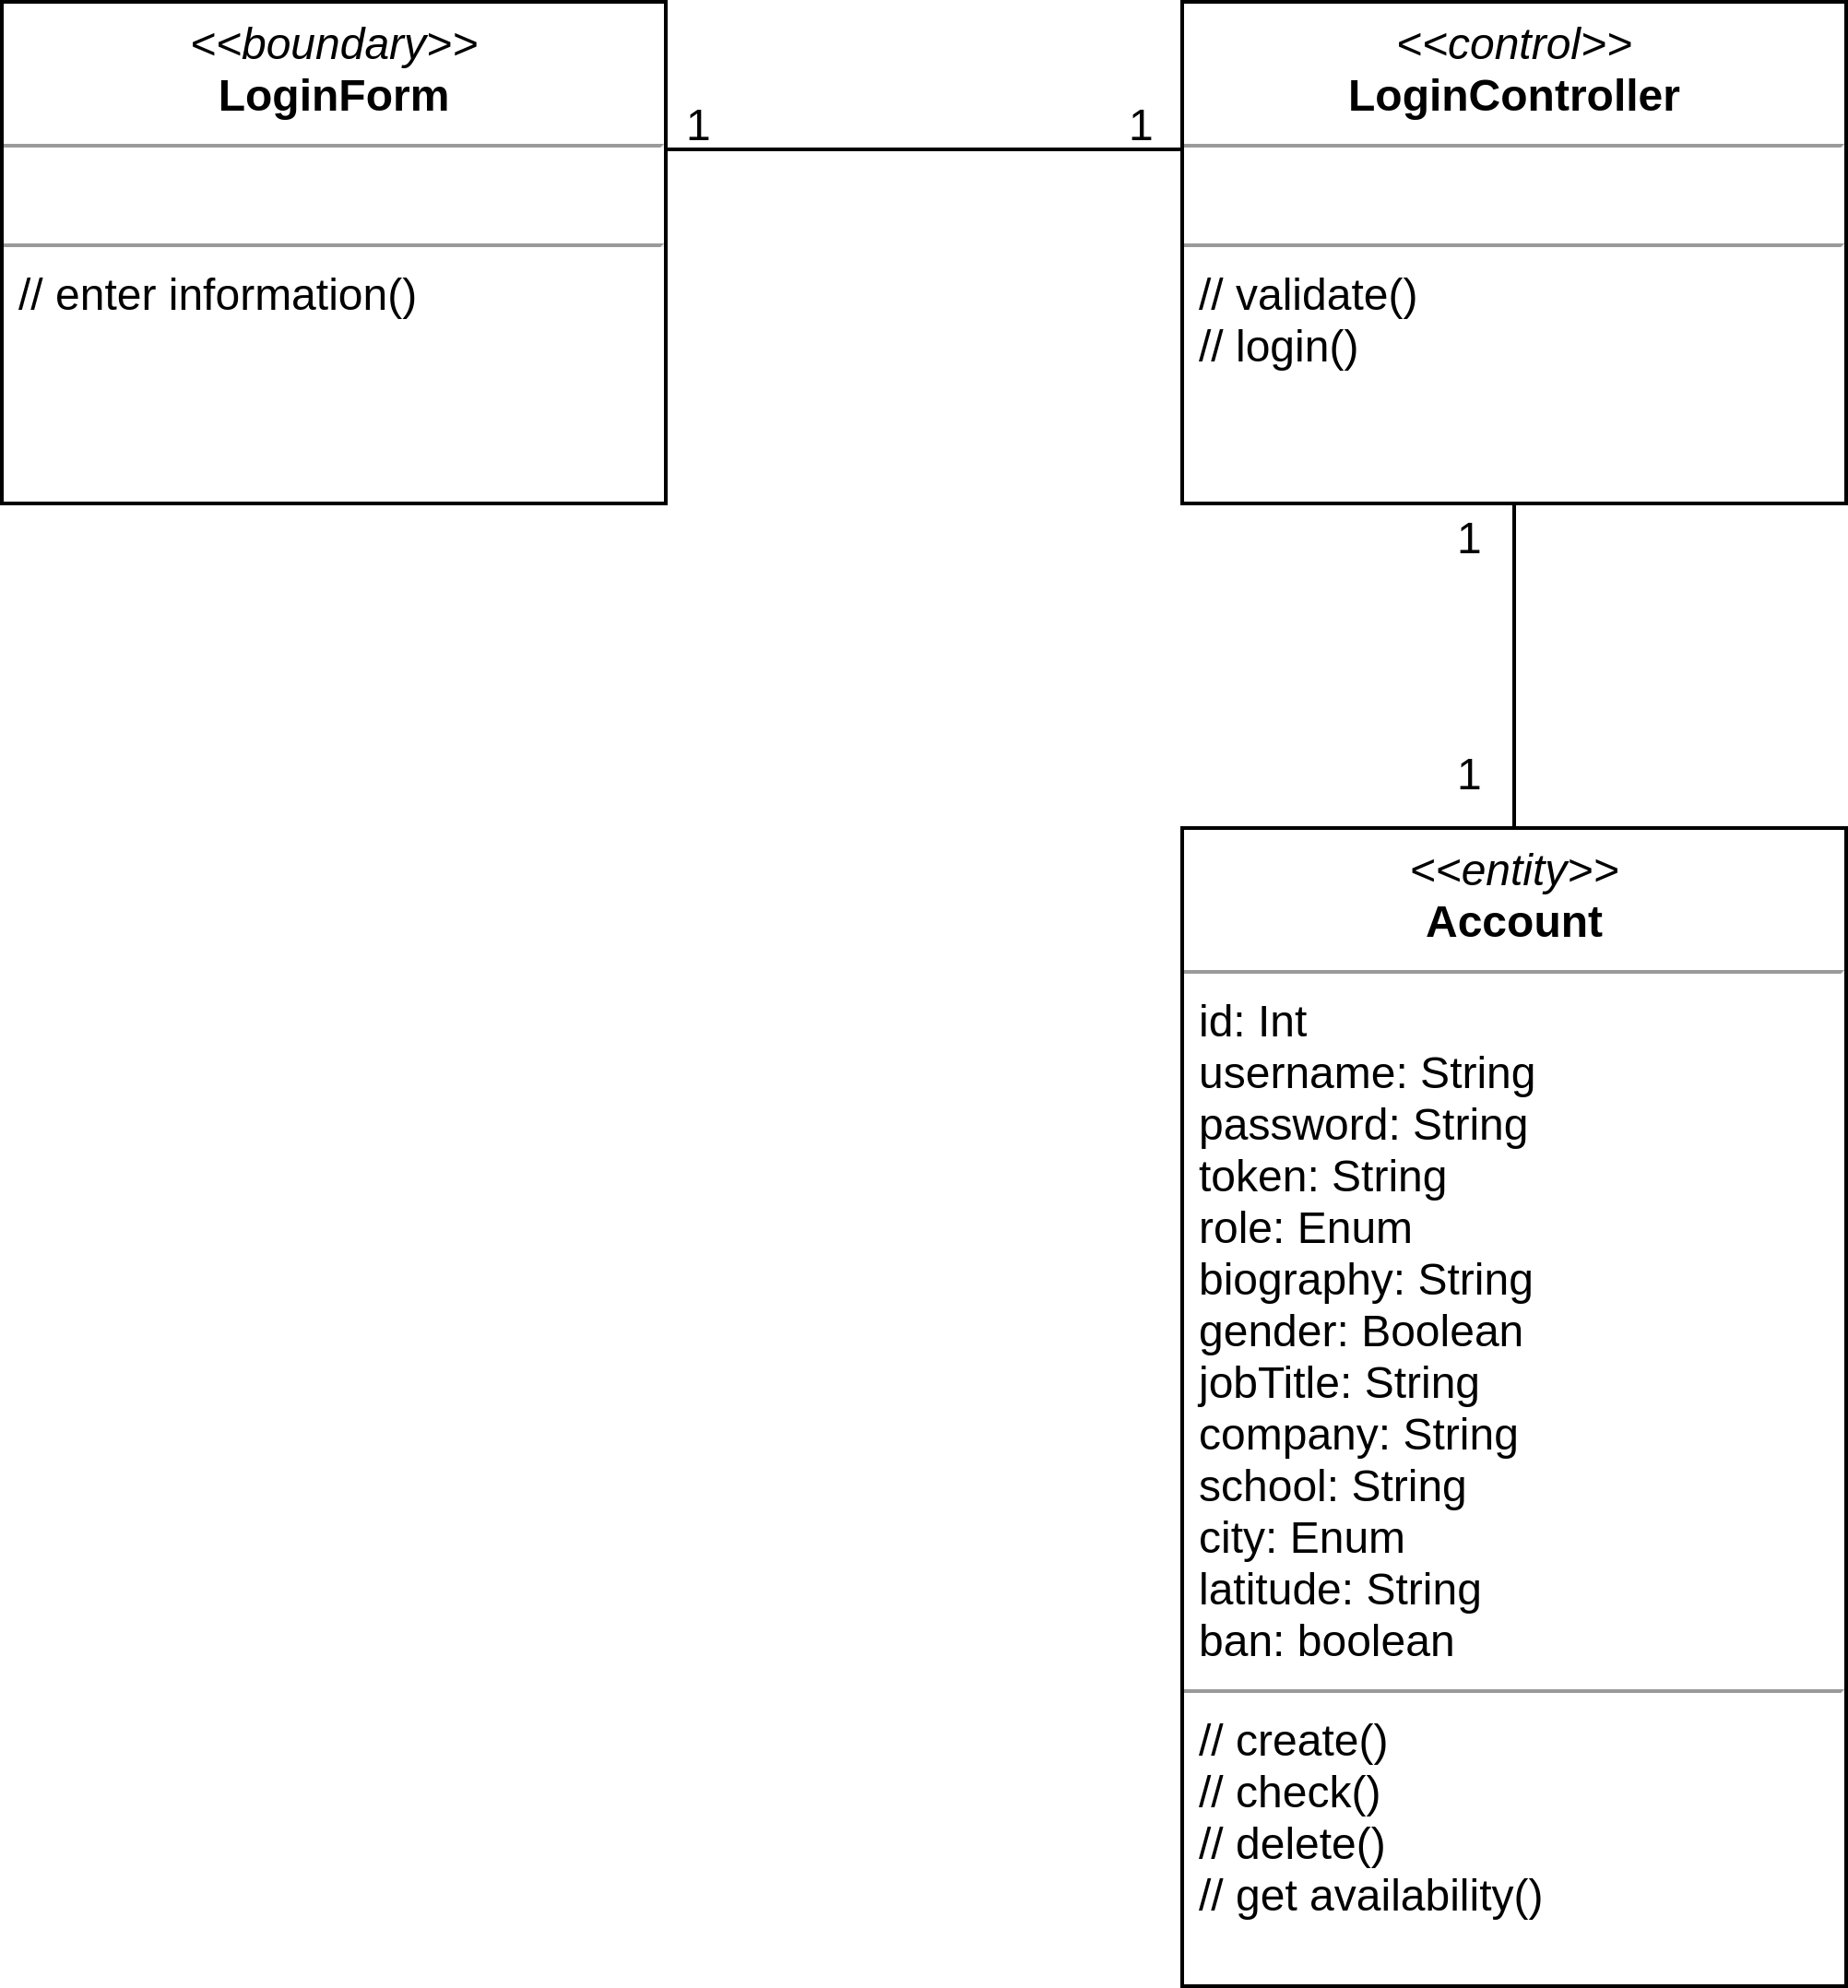 <<boundary>>
LoginForm
// enter information()
1
1
<<control>>
LoginController
// validate()
// login()
1
1
<<entity>>
Account
id: Int
username: String
password: String
token: String
role: Enum
biography: String
gender: Boolean
jobTitle: String
company: String
school: String
city: Enum
latitude: String
ban: boolean
// create()
// check()
// delete()
// get availability()